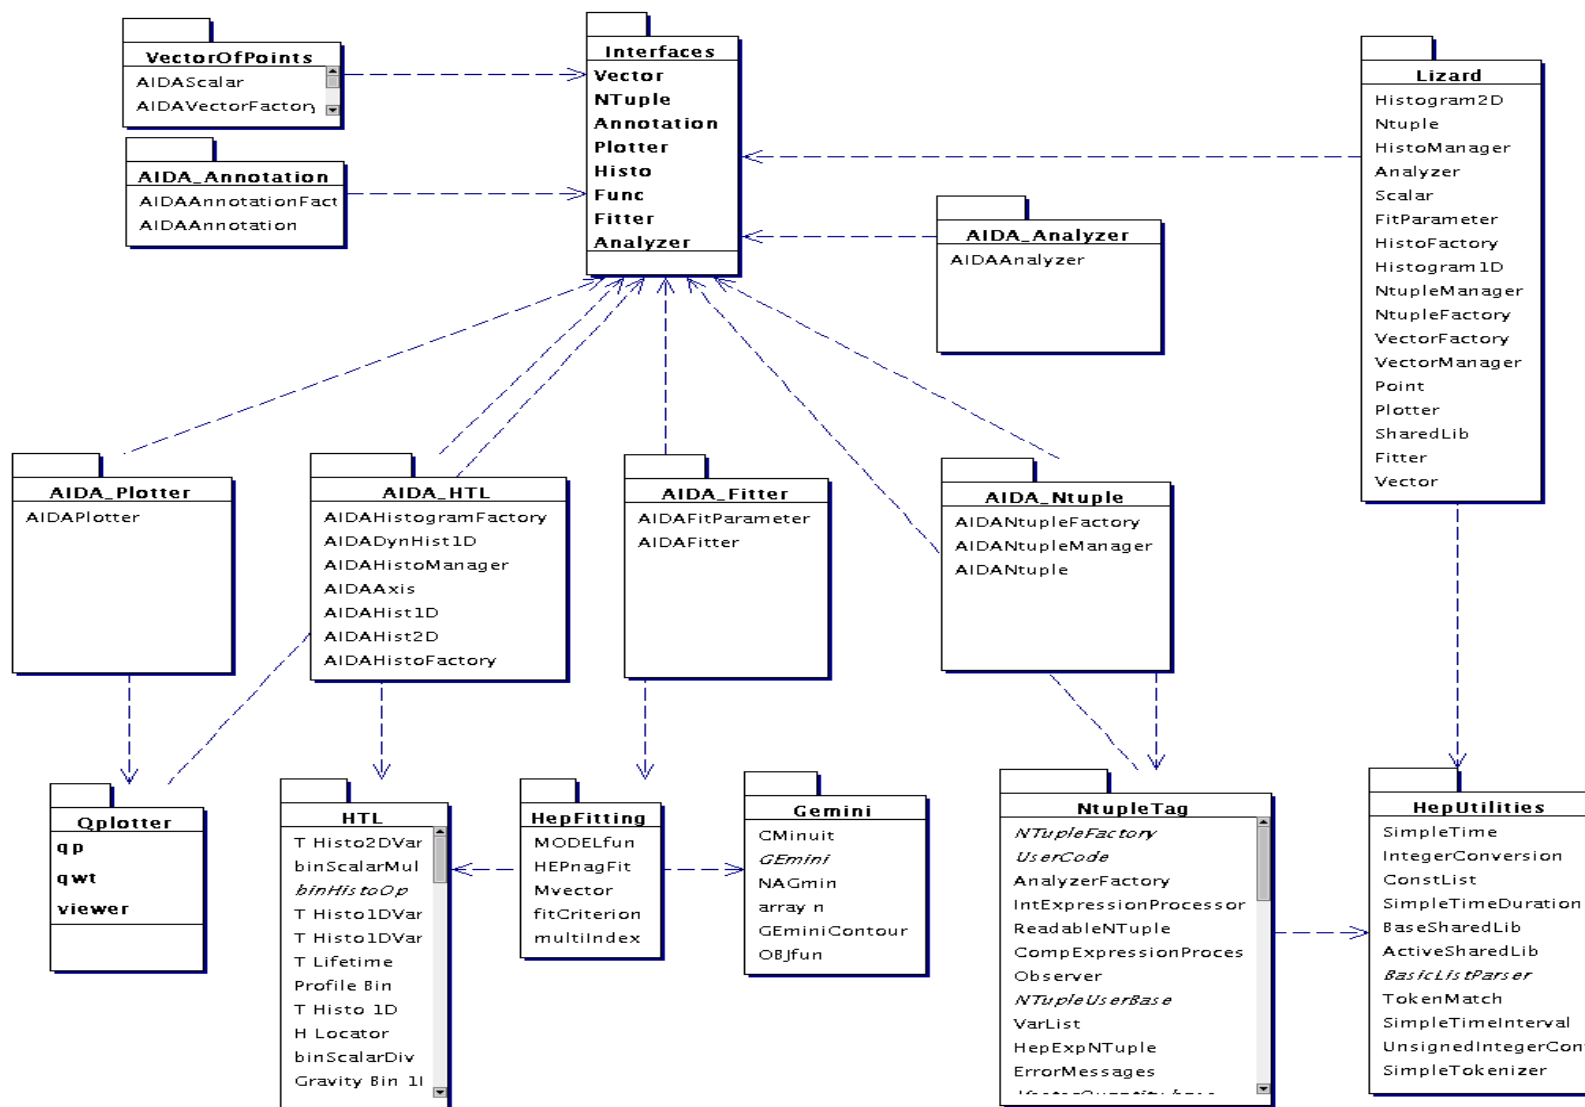 VectorOfPoints
AIDAScalar
AIDAVectorFactory
AIDA_Annotation
AIDAAnnotationFact
AIDAAnnotation
Interfaces
Vector
NTuple
Annotation
Plotter
Histo
Func
Fitter
Analyzer
AIDA_Analyzer
AIDAAnalyzer
Lizard
Histogram2D
Ntuple
HistoManager
Analyzer
Scalar
FitParameter
HistoFactory
Histogram1D
NtupleManager
NtupleFactory
VectorFactory
VectorManager
Point
Plotter
SharedLib
Fitter
Vector
AIDA_Plotter
AIDAPlotter
AIDA_HTL
AIDAHistogramFactory
AIDADynHist1D
AIDAHistoManager
AIDAAxis
AIDAHist1D
AIDAHist2D
AIDAHistoFactory
AIDA_Fitter
AIDAFitParameter
AIDAFitter
AIDA_Ntuple
AIDANtupleFactory
AIDANtupleManager
AIDANtuple
Qplotter
qp
qwt
viewer
HTL
T Histo2DVar
binScalarMul
binHistoOp
T Histo1DVar
T Histo1DVar
T Lifetime
Profile Bin
T Histo 1D
H Locator
binScalarDiv
Gravity Bin 1
HepFitting
MODELfun
HEPnagFit
Mvector
fitCriterion
multiIndex
Gemini
CMinuit
GEmini
NAGmin
array n
GEminiContour
OBJfun
NtupleTag
NTupleFactory
UserCode
AnalyzerFactory
IntExpressionProcessor
ReadableNTuple
CompExpressionProces
Observer
NTupleUserBase
VarList
HepExpNTuple
ErrorMessages
HepUtilities
SimpleTime
IntegerConversion
ConstList
SimpleTimeDuration
BaseSharedLib
ActiveSharedLib
BasicListParser
TokenMatch
SimpleTimeInterval
UnsignedIntegerCon
SimpleTokenizer